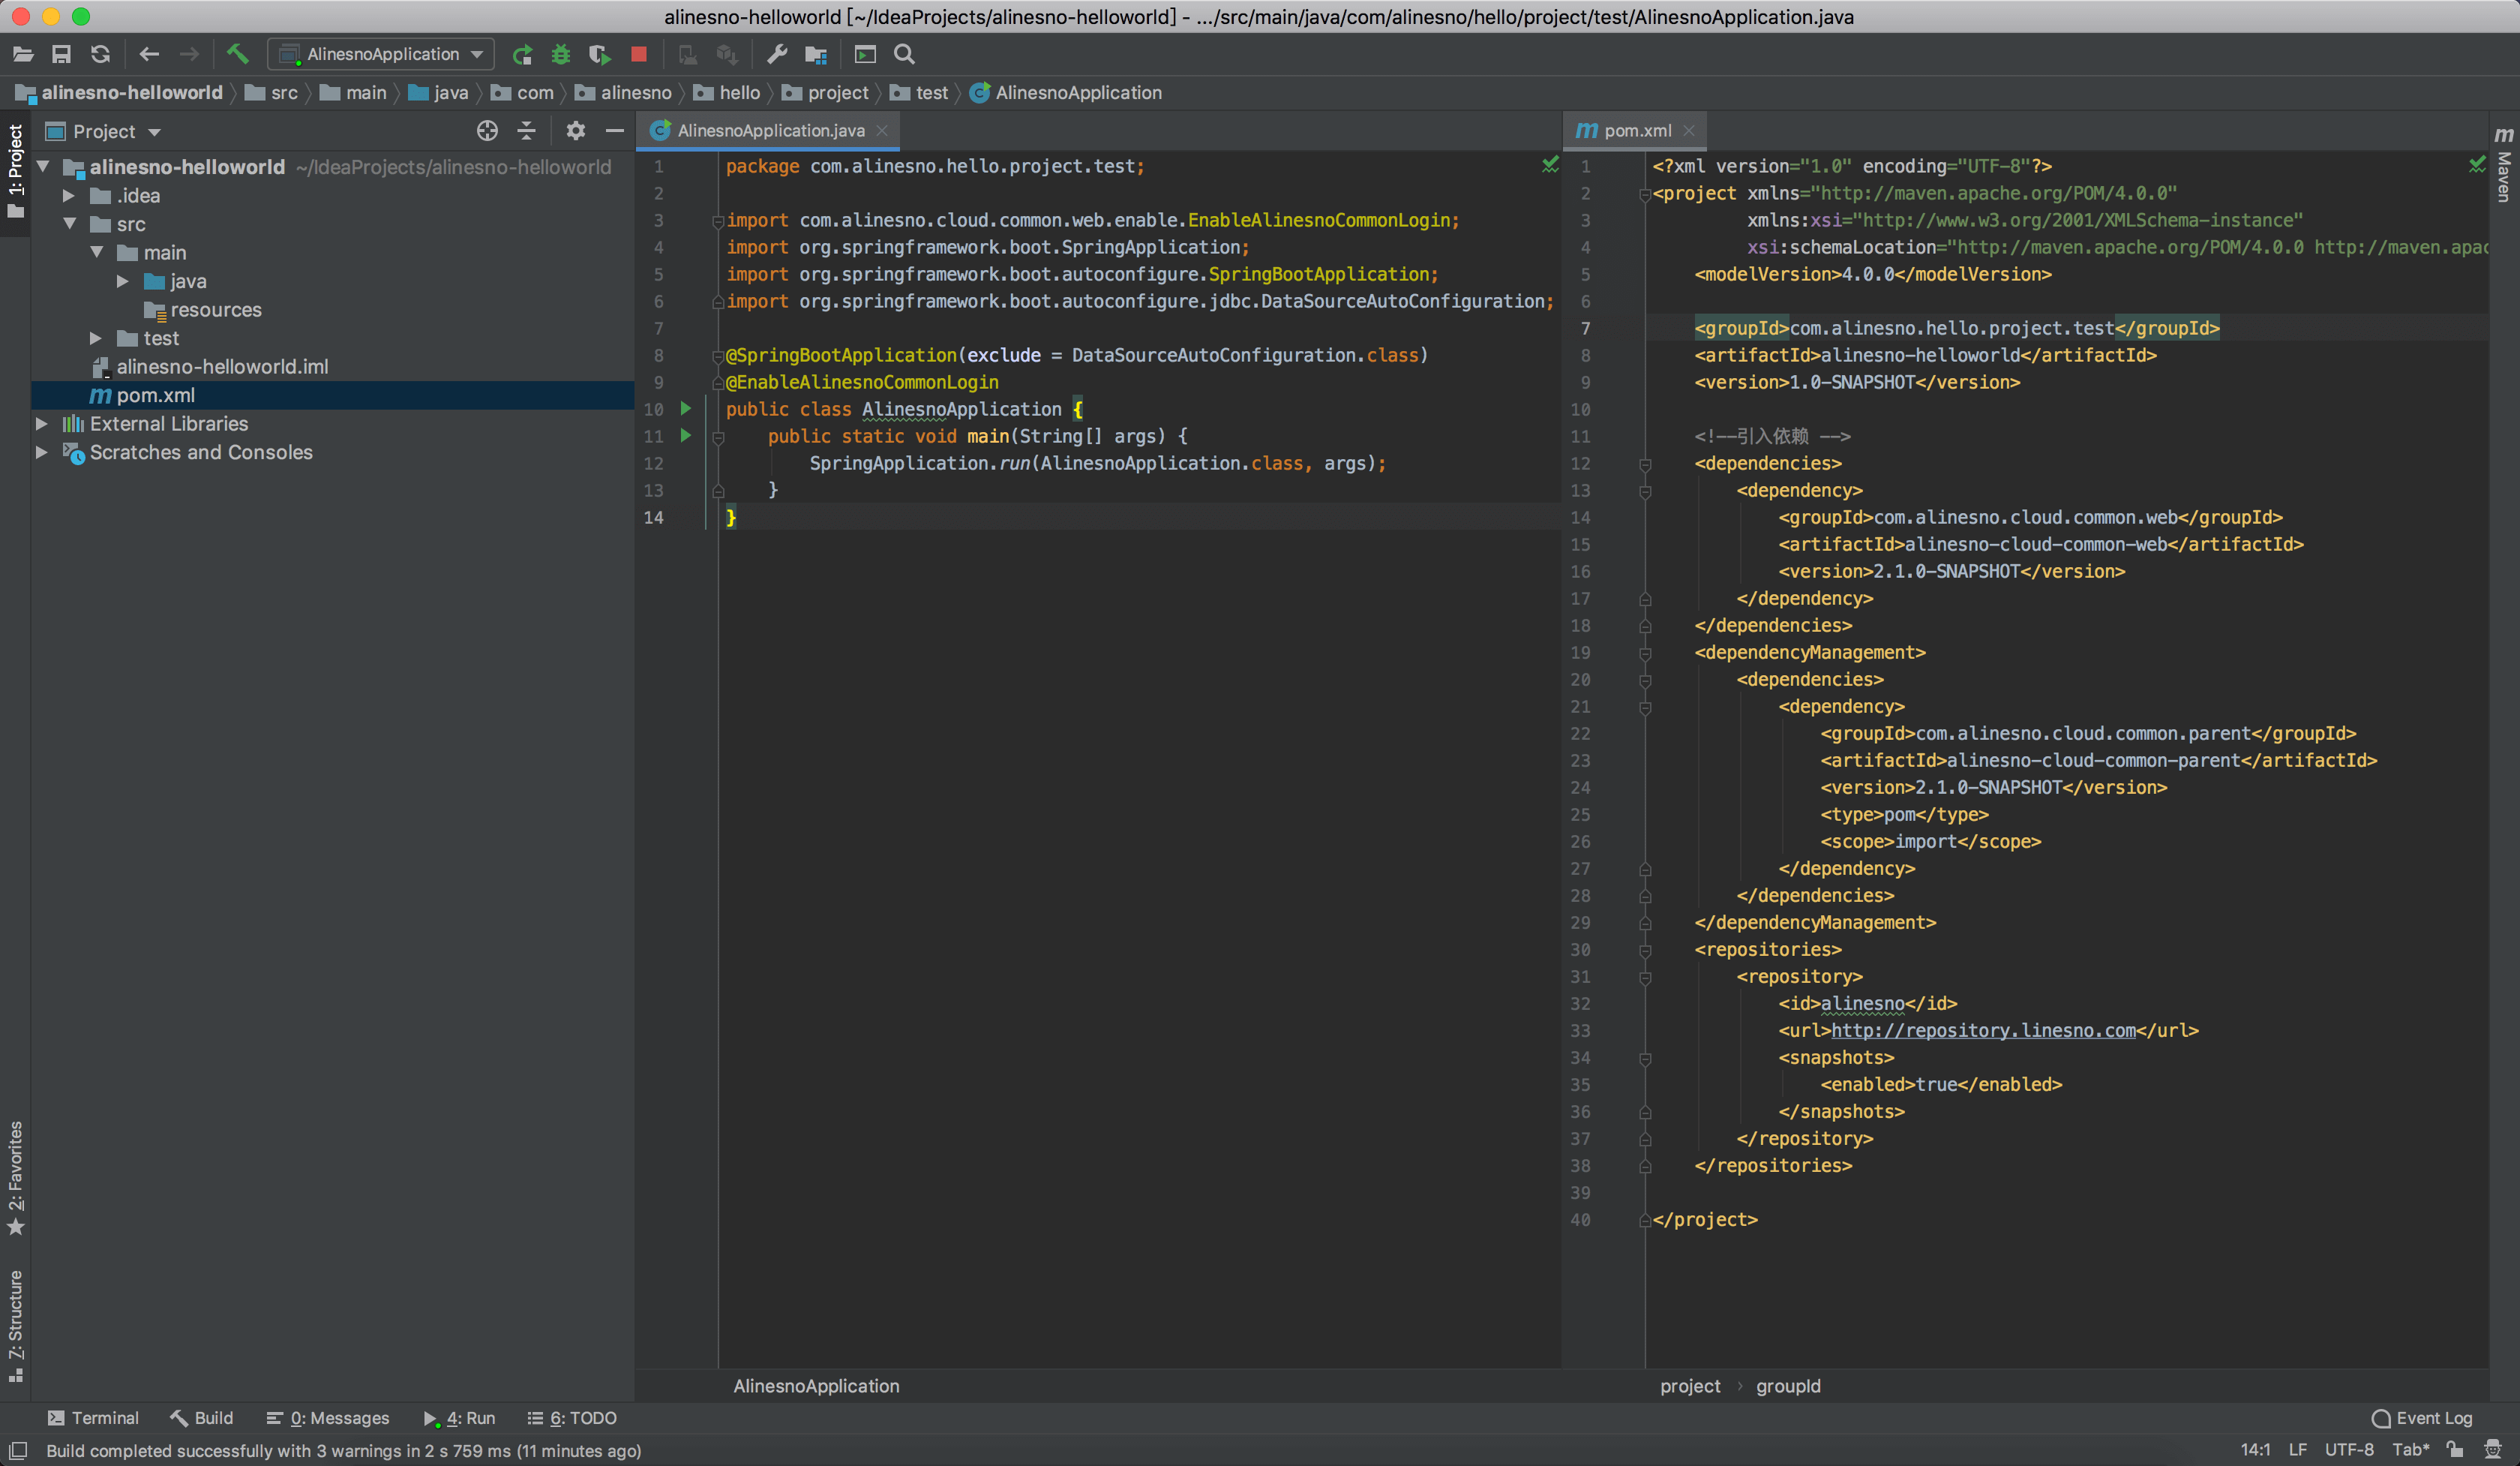 alinesno-helloworld [~/IdeaProjects/alinesno-helloworld] - .../src/main/java/com/alinesno/hello/project/test/AlinesnoApplication.java
AlinesnoApplication
alinesno-helloworld src main java com alinesno hello project test AlinesnoApplication
1: Project
Project
alinesno-helloworld ~/IdeaProjects/alinesno-helloworld
.idea
src
main
java
resources
test
alinesno-helloworld.iml
pom.xml
External Libraries
Scratches and Consoles
2: Favorites
Z: Structure
AlinesnoApplication.java
1 package com.alinesno.hello.project.test;
2
3 import com.alinesno.cloud.common.web.enable.EnableAlinesnoCommonLogin;
4 import org.springframework.boot.SpringApplication;
5 import org.springframework.boot.autoconfigure.SpringBootApplication;
6 import org.springframework.boot.autoconfigure.jdbc.DataSourceAutoConfiguration;
7
8 @SpringBootApplication(exclude = DataSourceAutoConfiguration.class)
9 @EnableAlinesnoCommonLogin
10 public class AlinesnoApplication {
11 public static void main(String[] args) {
12 SpringApplication.run(AlinesnoApplication.class, args);
13 }
14 }
AlinesnoApplication
pom.xml
1 <?xml version="1.0" encoding="UTF-8"?>
2 <project xmlns="http://maven.apache.org/POM/4.0.0"
3 xmlns:xsi="http://www.w3.org/2001/XMLSchema-instance"
4 xsi:schemaLocation="http://maven.apache.org/POM/4.0.0 http://maven.apac
5 <modelVersion>4.0.0</modelVersion>
6
7 <groupId>com.alinesno.hello.project.test</groupId>
8 <artifactId>alinesno-helloworld</artifactId>
9 <version>1.0-SNAPSHOT</version>
10
11 <!--引入依赖 -->
12 <dependencies>
13 <dependency>
14 <groupId>com.alinesno.cloud.common.web</groupId>
15 <artifactId>alinesno-cloud-common-web</artifactId>
16 <version>2.1.0-SNAPSHOT</version>
17 </dependency>
18 </dependencies>
19 <dependencyManagement>
20 <dependencies>
21 <dependency>
22 <groupId>com.alinesno.cloud.common.parent</groupId>
23 <artifactId>alinesno-cloud-common-parent</artifactId>
24 <version>2.1.0-SNAPSHOT</version>
25 <type>pom</type>
26 <scope>import</scope>
27 </dependency>
28 </dependencies>
29 </dependencyManagement>
30 <repositories>
31 <repository>
32 <id>alinesno</id>
33 <url>http://repository.linesno.com</url>
34 <snapshots>
35 <enabled>true</enabled>
36 </snapshots>
37 </repository>
38 </repositories>
39
40 </project>
project › groupId
m Maven
Terminal Build 0: Messages 4: Run 6: TODO Event Log
Build completed successfully with 3 warnings in 2 s 759 ms (11 minutes ago) 14:1 LF UTF-8 Tab*